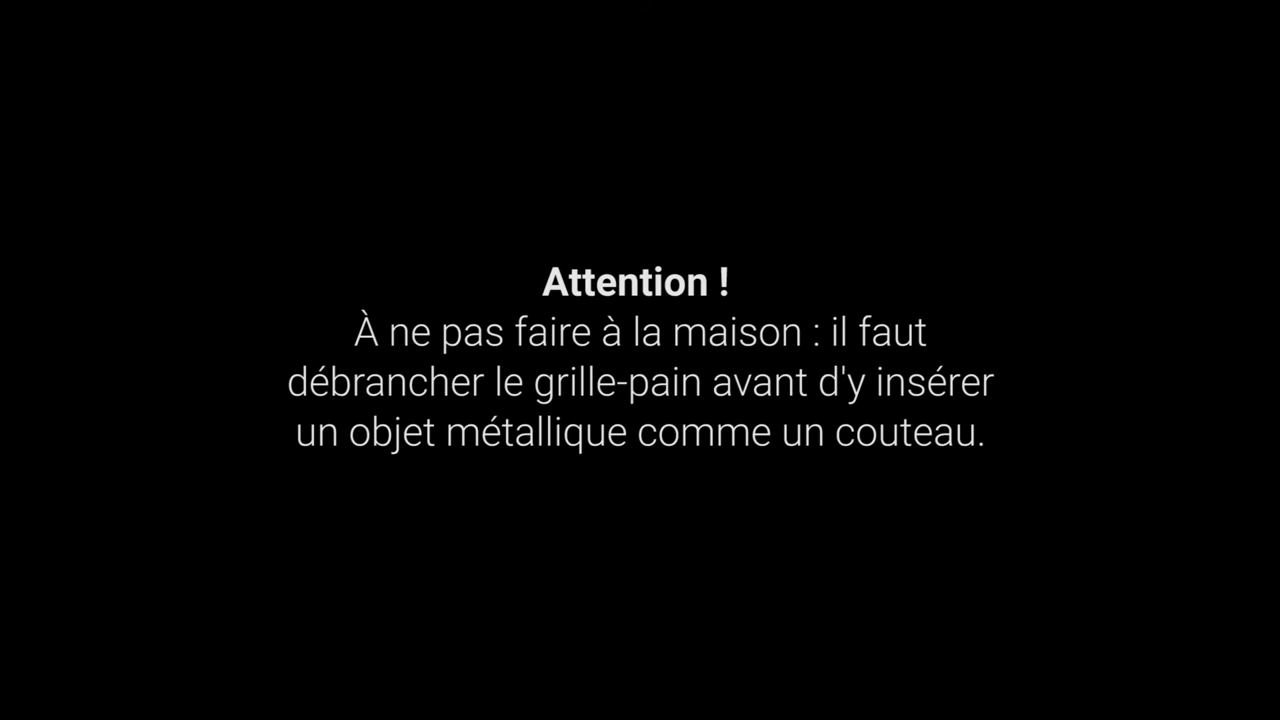 Attention !
À ne pas faire à la maison : il faut
débrancher le grille-pain avant d'y insérer
un objet métallique comme un couteau.